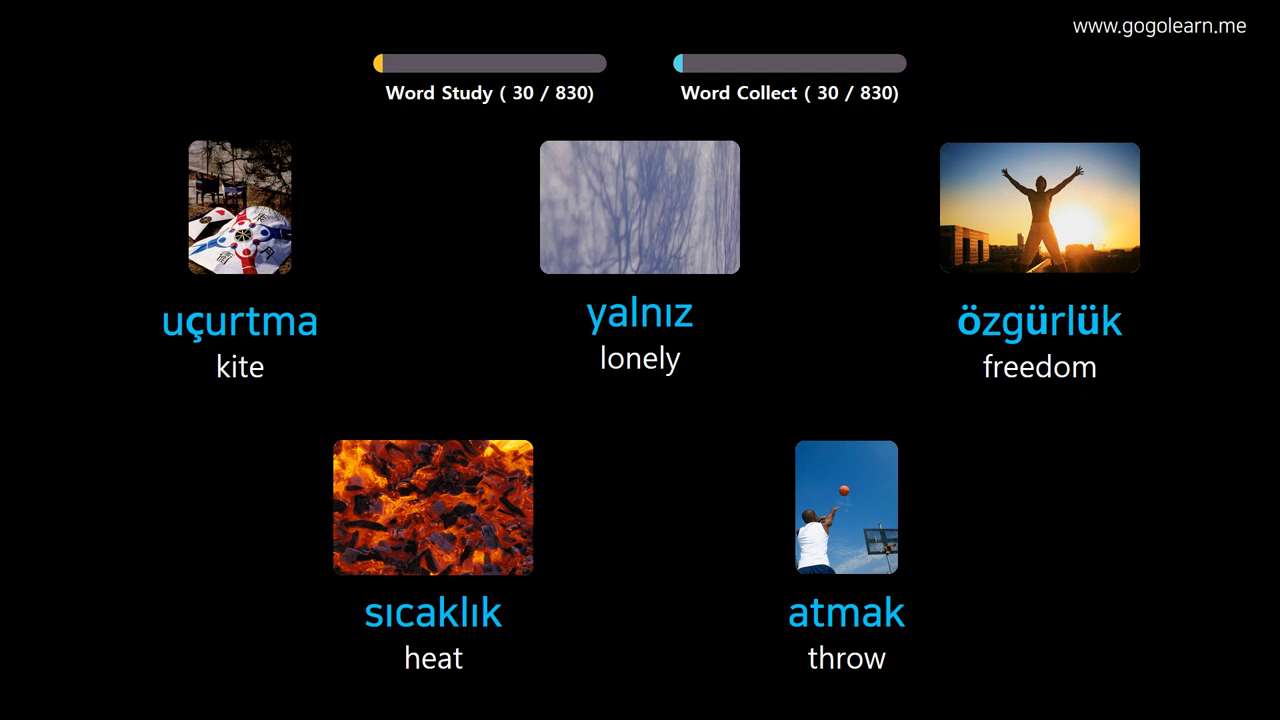 www.gogolearn.me
Word Study ( 30 / 830)
Word Collect ( 30 / 830)
uçurtma
kite
yalnız
lonely
özgürlük
freedom
sıcaklık
heat
atmak
throw